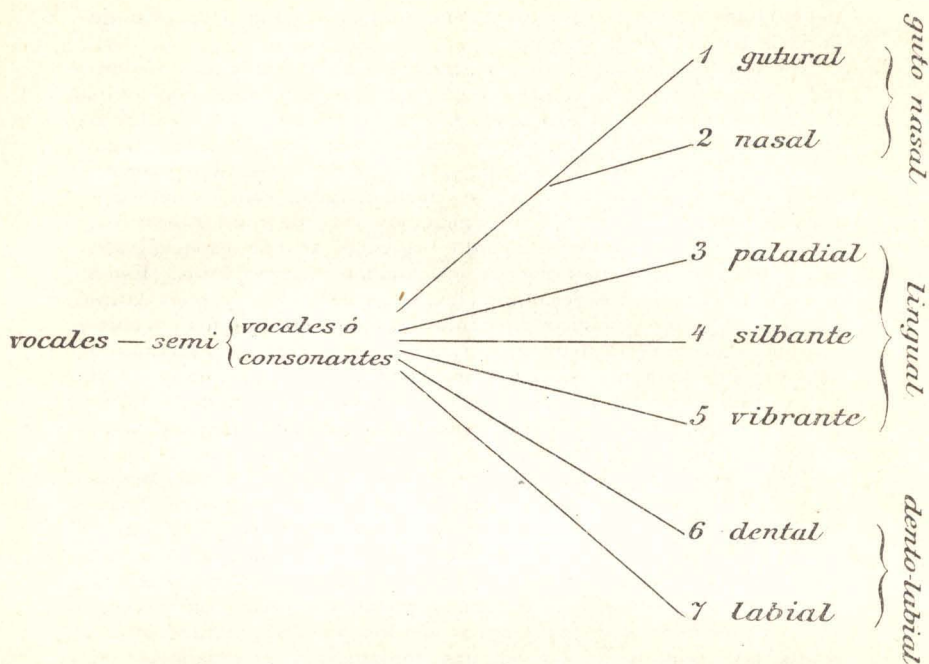 vocales — semi { vocales ó
consonantes
1 gutural
2 nasal
guto nasal
3 paladial
4 silbante
5 vibrante
lingual
6 dental
7 labial
dento-labial